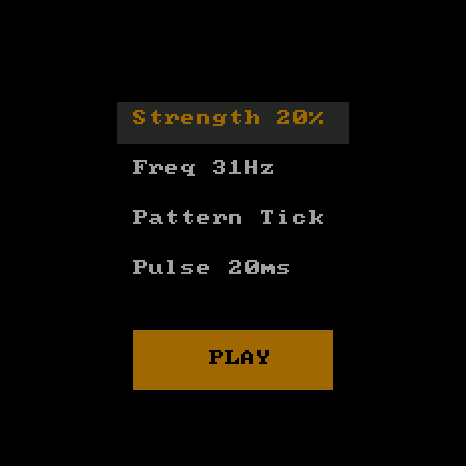 Strength 20%
Freq 31Hz
Pattern Tick
Pulse 20ms
PLAY